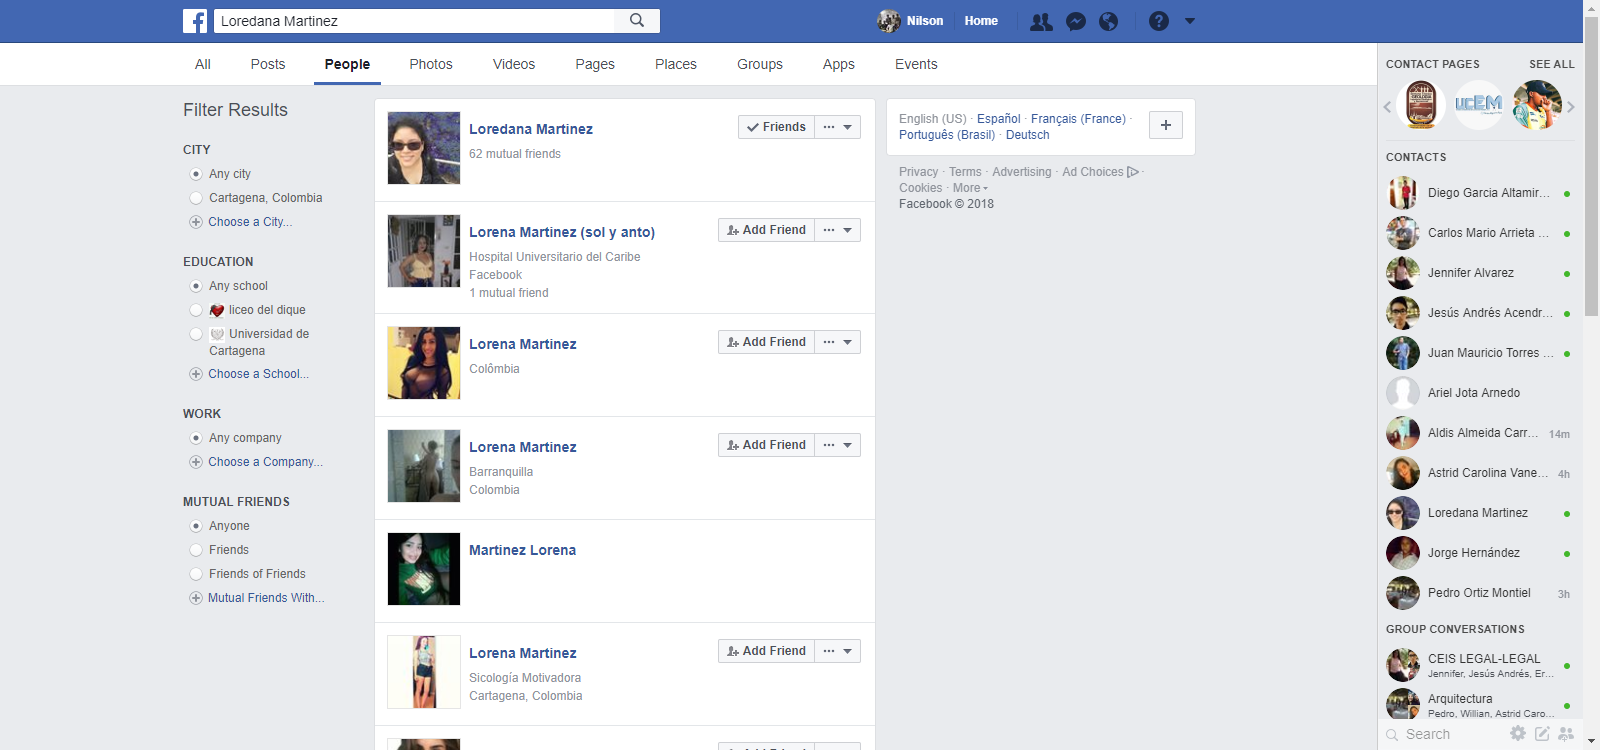 Loredana Martinez
Nilson
Home
All
Posts
People
Photos
Videos
Pages
Places
Groups
Apps
Events
Filter Results
CITY
Any city
Cartagena, Colombia
Choose a City...
EDUCATION
Any school
liceo del dique
Universidad de
Cartagena
Choose a School...
WORK
Any company
Choose a Company...
MUTUAL FRIENDS
Anyone
Friends
Friends of Friends
Mutual Friends With...
Loredana Martinez
62 mutual friends
Friends
Lorena Martinez (sol y anto)
Hospital Universitario del Caribe
Facebook
1 mutual friend
Add Friend
Lorena Martinez
Colômbia
Add Friend
Lorena Martinez
Barranquilla
Colombia
Add Friend
Martinez Lorena
Lorena Martinez
Sicología Motivadora
Cartagena, Colombia
Add Friend
English (US) · Español · Français (France) ·
Português (Brasil) · Deutsch
Privacy · Terms · Advertising · Ad Choices ·
Cookies · More
Facebook © 2018
CONTACT PAGES
SEE ALL
UCEM
CONTACTS
Diego Garcia Altamir...
Carlos Mario Arrieta ...
Jennifer Alvarez
Jesús Andrés Acendr...
Juan Mauricio Torres ...
Ariel Jota Arnedo
Aldis Almeida Carr... 14m
Astrid Carolina Vane... 4h
Loredana Martinez
Jorge Hernández
Pedro Ortiz Montiel 3h
GROUP CONVERSATIONS
CEIS LEGAL-LEGAL
Jennifer, Jesús Andrés, Er...
Arquitectura
Pedro, Willian, Astrid Caro...
Search